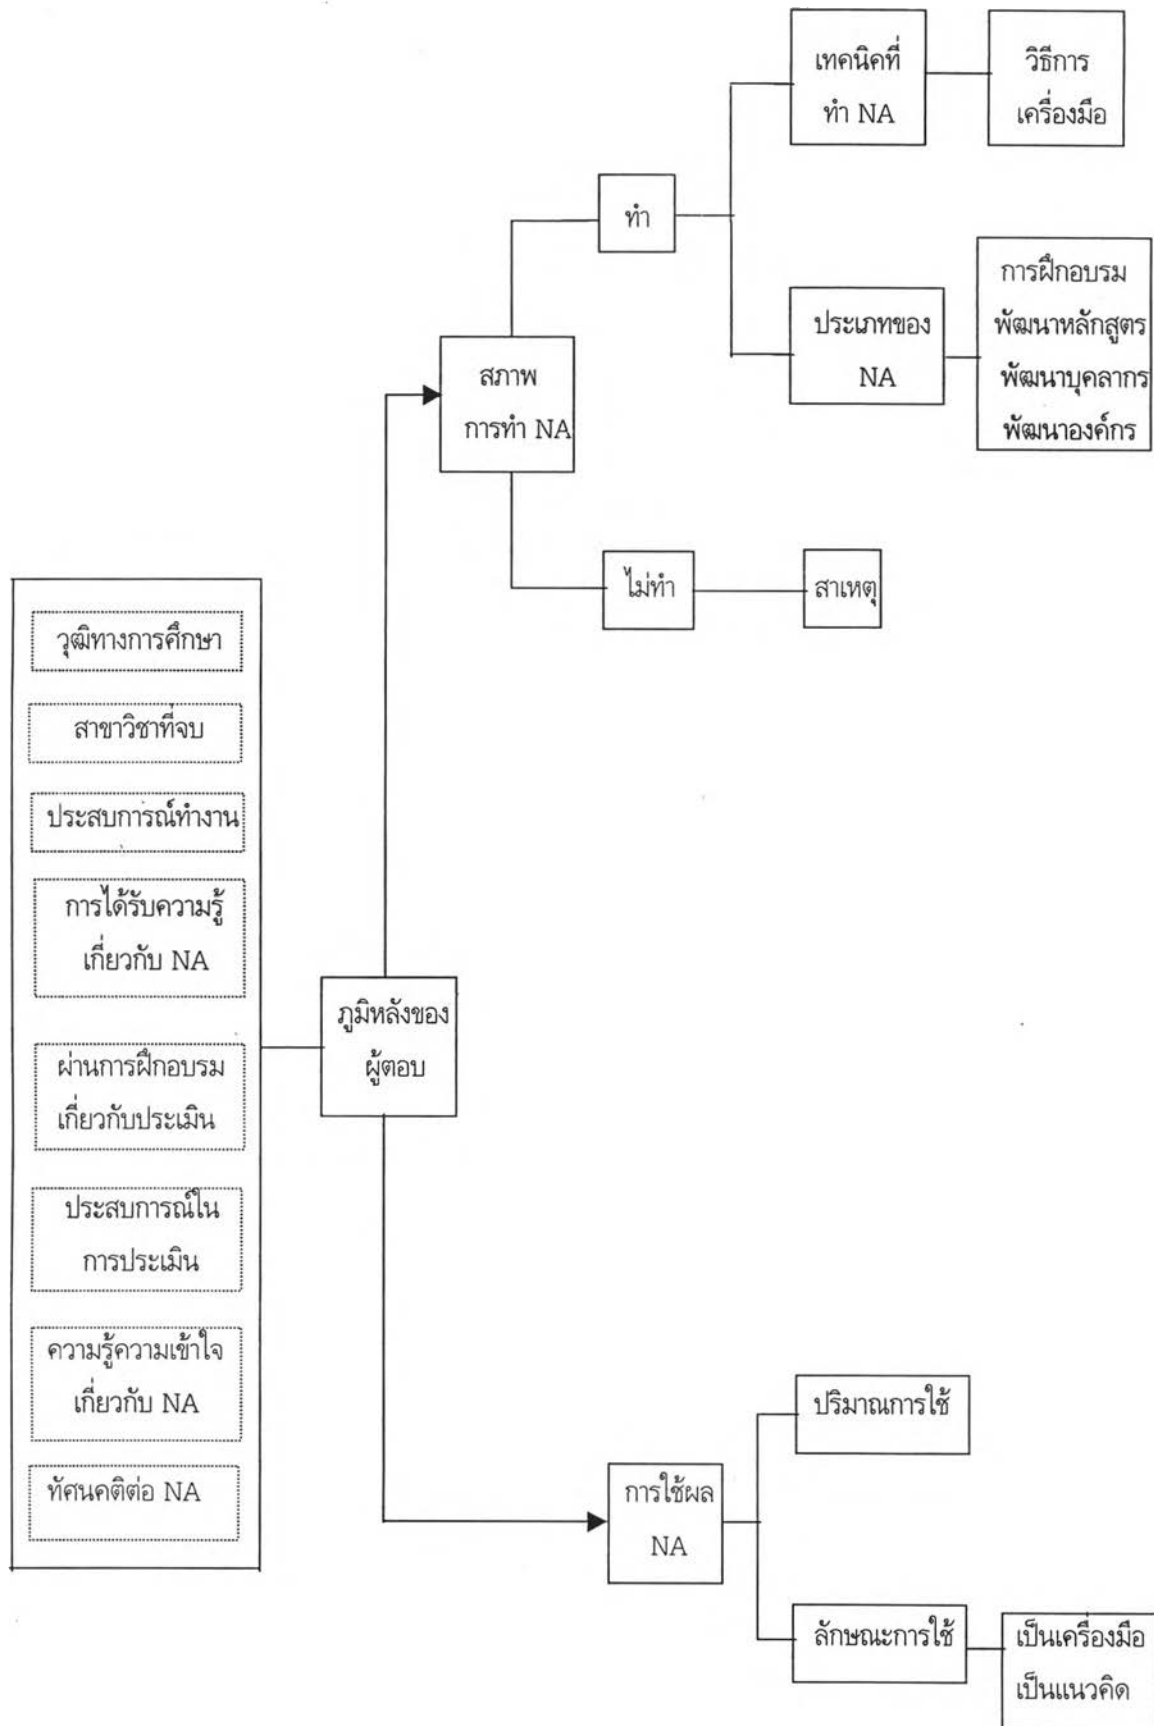 เทคนิคที่
ทำ NA
วิธีการ
เครื่องมือ
ทำ
การฝึกอบรม
พัฒนาหลักสูตร
พัฒนาบุคลากร
พัฒนาองค์กร
ประเภทของ
NA
สภาพ
การทำ NA
ไม่ทำ
สาเหตุ
วุฒิทางการศึกษา
สาขาวิชาที่จบ
ประสบการณ์ทำงาน
การได้รับความรู้
เกี่ยวกับ NA
ผ่านการฝึกอบรม
เกี่ยวกับประเมิน
ประสบการณ์ใน
การประเมิน
ความรู้ความเข้าใจ
เกี่ยวกับ NA
ทัศนคติต่อ NA
ภูมิหลังของ
ผู้ตอบ
ปริมาณการใช้
การใช้ผล
NA
ลักษณะการใช้
เป็นเครื่องมือ
เป็นแนวคิด